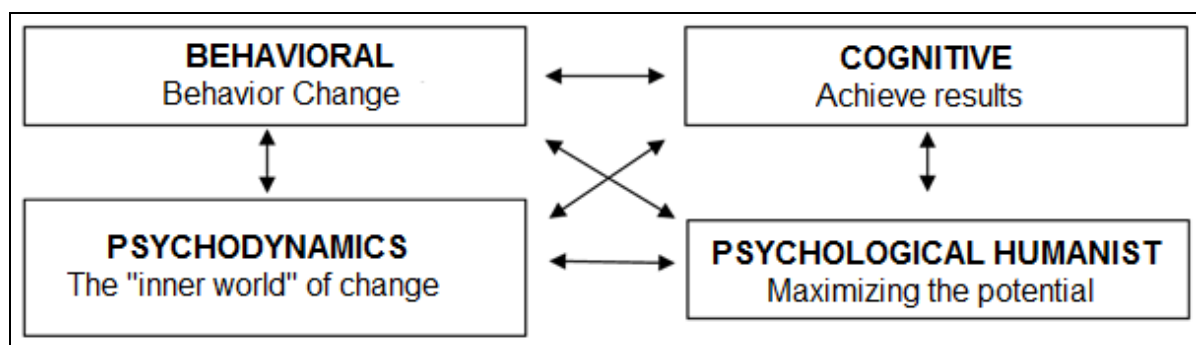 BEHAVIORAL
Behavior Change
COGNITIVE
Achieve results
PSYCHODYNAMICS
The "inner world" of change
PSYCHOLOGICAL HUMANIST
Maximizing the potential